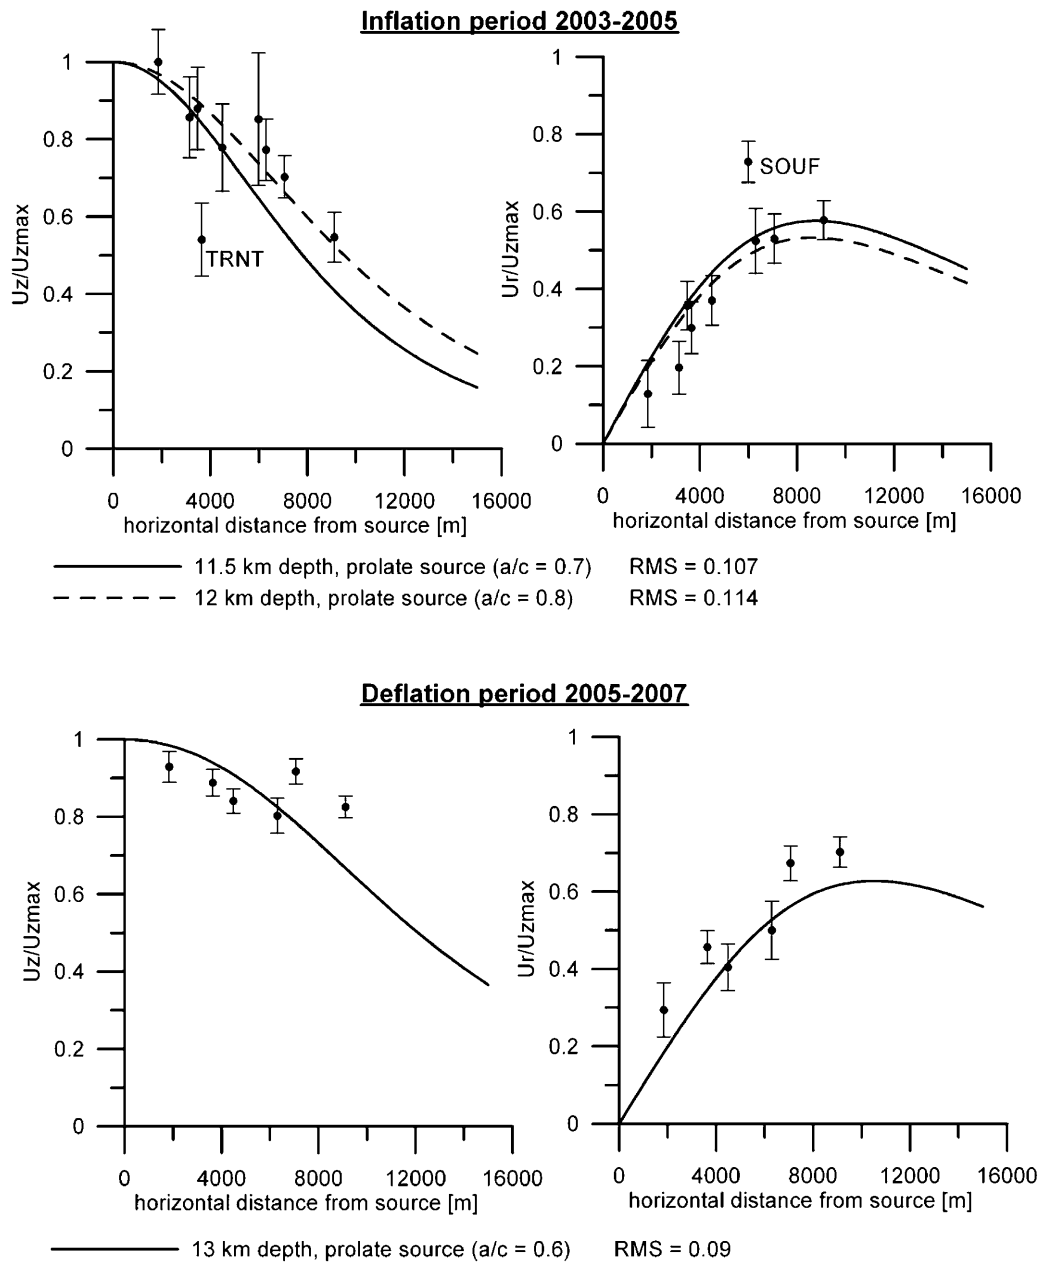 Inflation period 2003-2005
1
0.8
0.6
0.4
0.2
0
Uz/Uzmax
TRNT
0 4000 8000 12000 16000
horizontal distance from source [m]
1
0.8
0.6
0.4
0.2
0
Ur/Uzmax
SOUF
0 4000 8000 12000 16000
horizontal distance from source [m]
11.5 km depth, prolate source (a/c = 0.7) RMS = 0.107
12 km depth, prolate source (a/c = 0.8) RMS = 0.114
Deflation period 2005-2007
1
0.8
0.6
0.4
0.2
0
Uz/Uzmax
0 4000 8000 12000 16000
horizontal distance from source [m]
1
0.8
0.6
0.4
0.2
0
Ur/Uzmax
0 4000 8000 12000 16000
horizontal distance from source [m]
13 km depth, prolate source (a/c = 0.6) RMS = 0.09